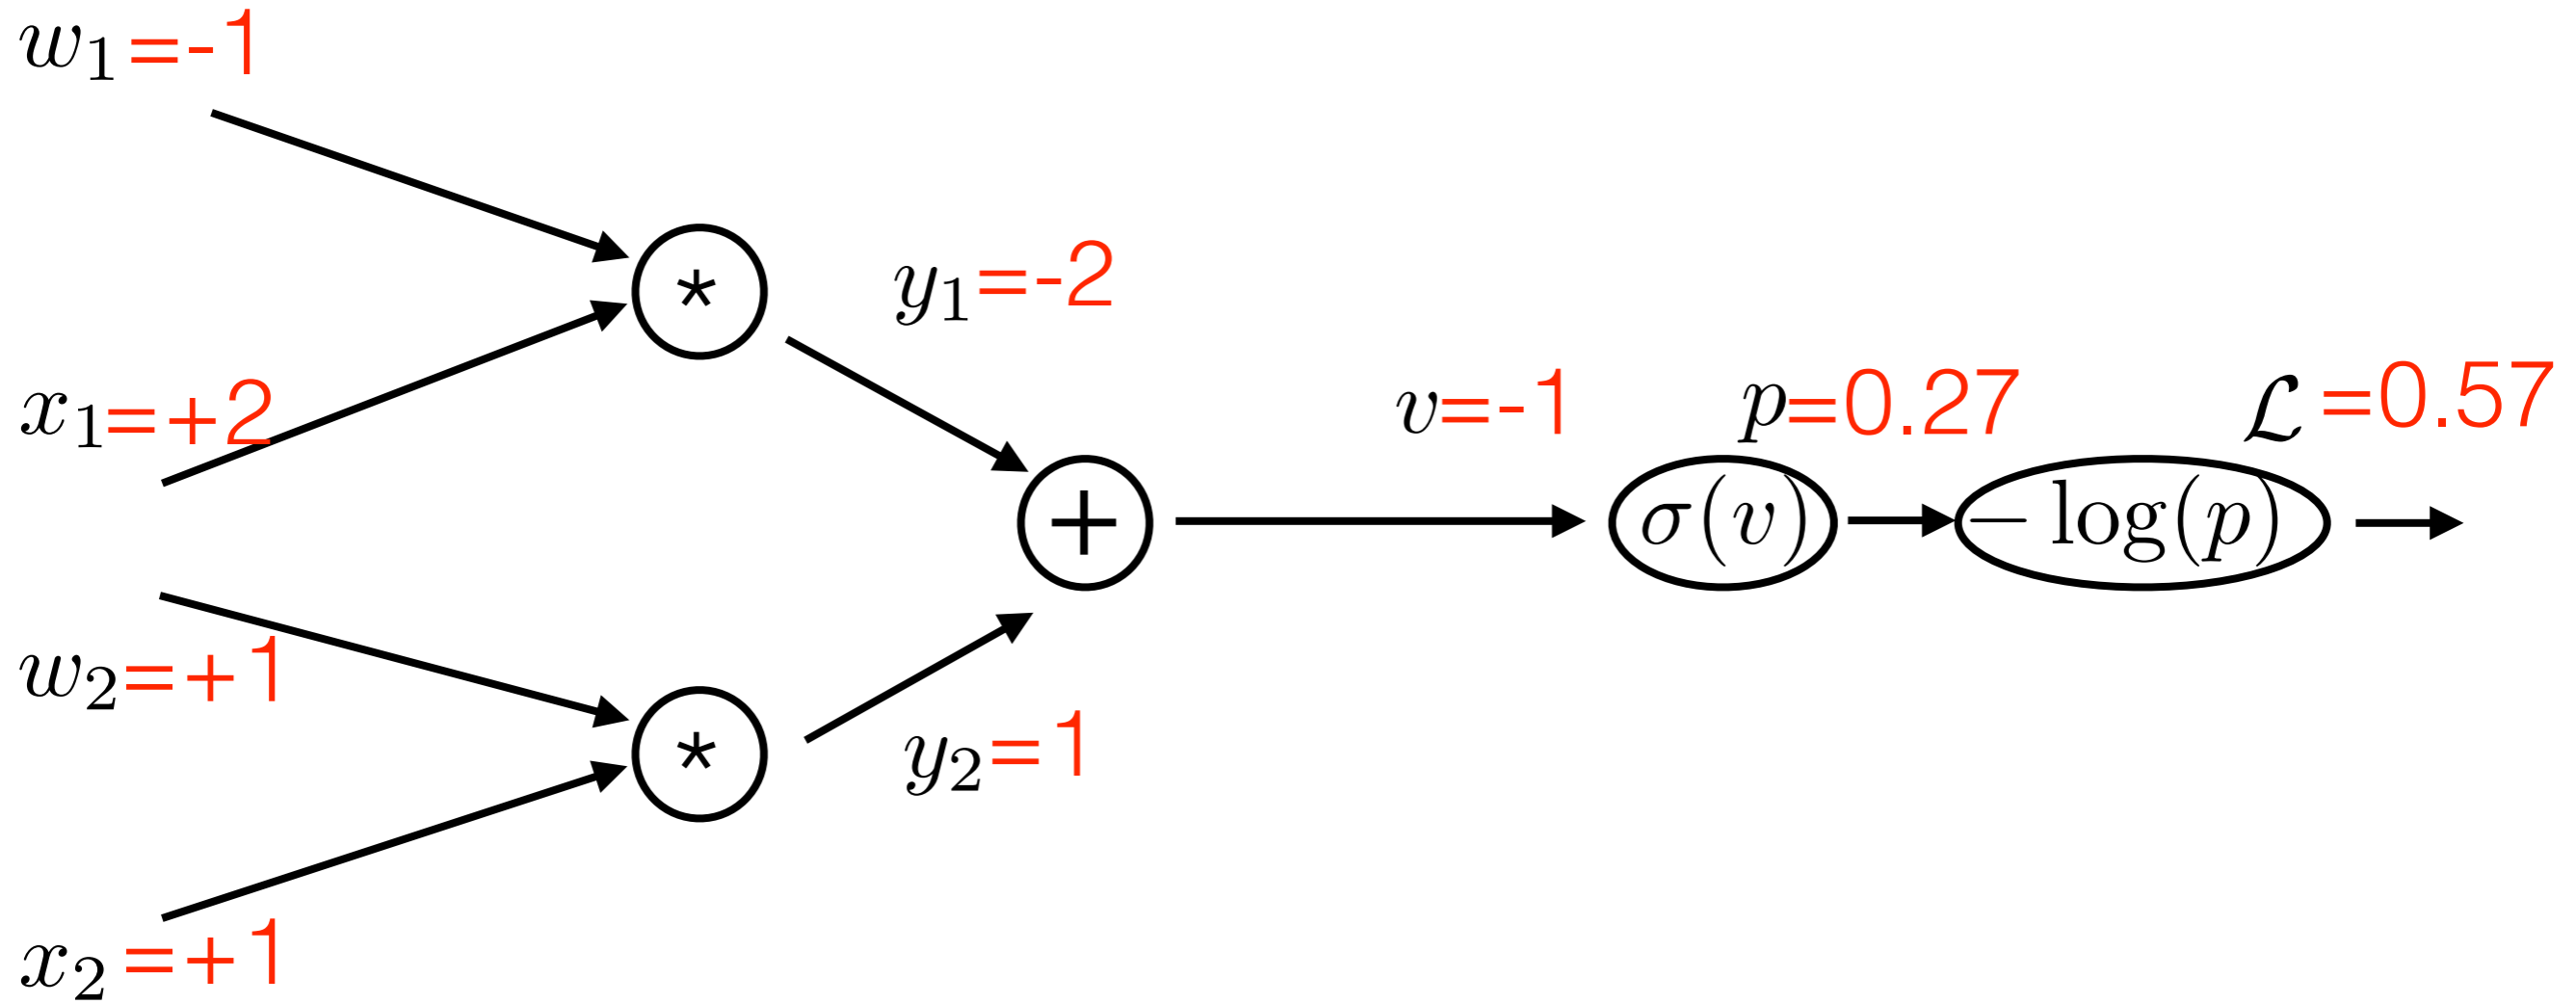 w₁=-1
*
y₁=-2
x₁=+2
v=-1
p=0.27
ℒ=0.57
+
σ(v)
− log(p)
w₂=+1
*
y₂=1
x₂=+1